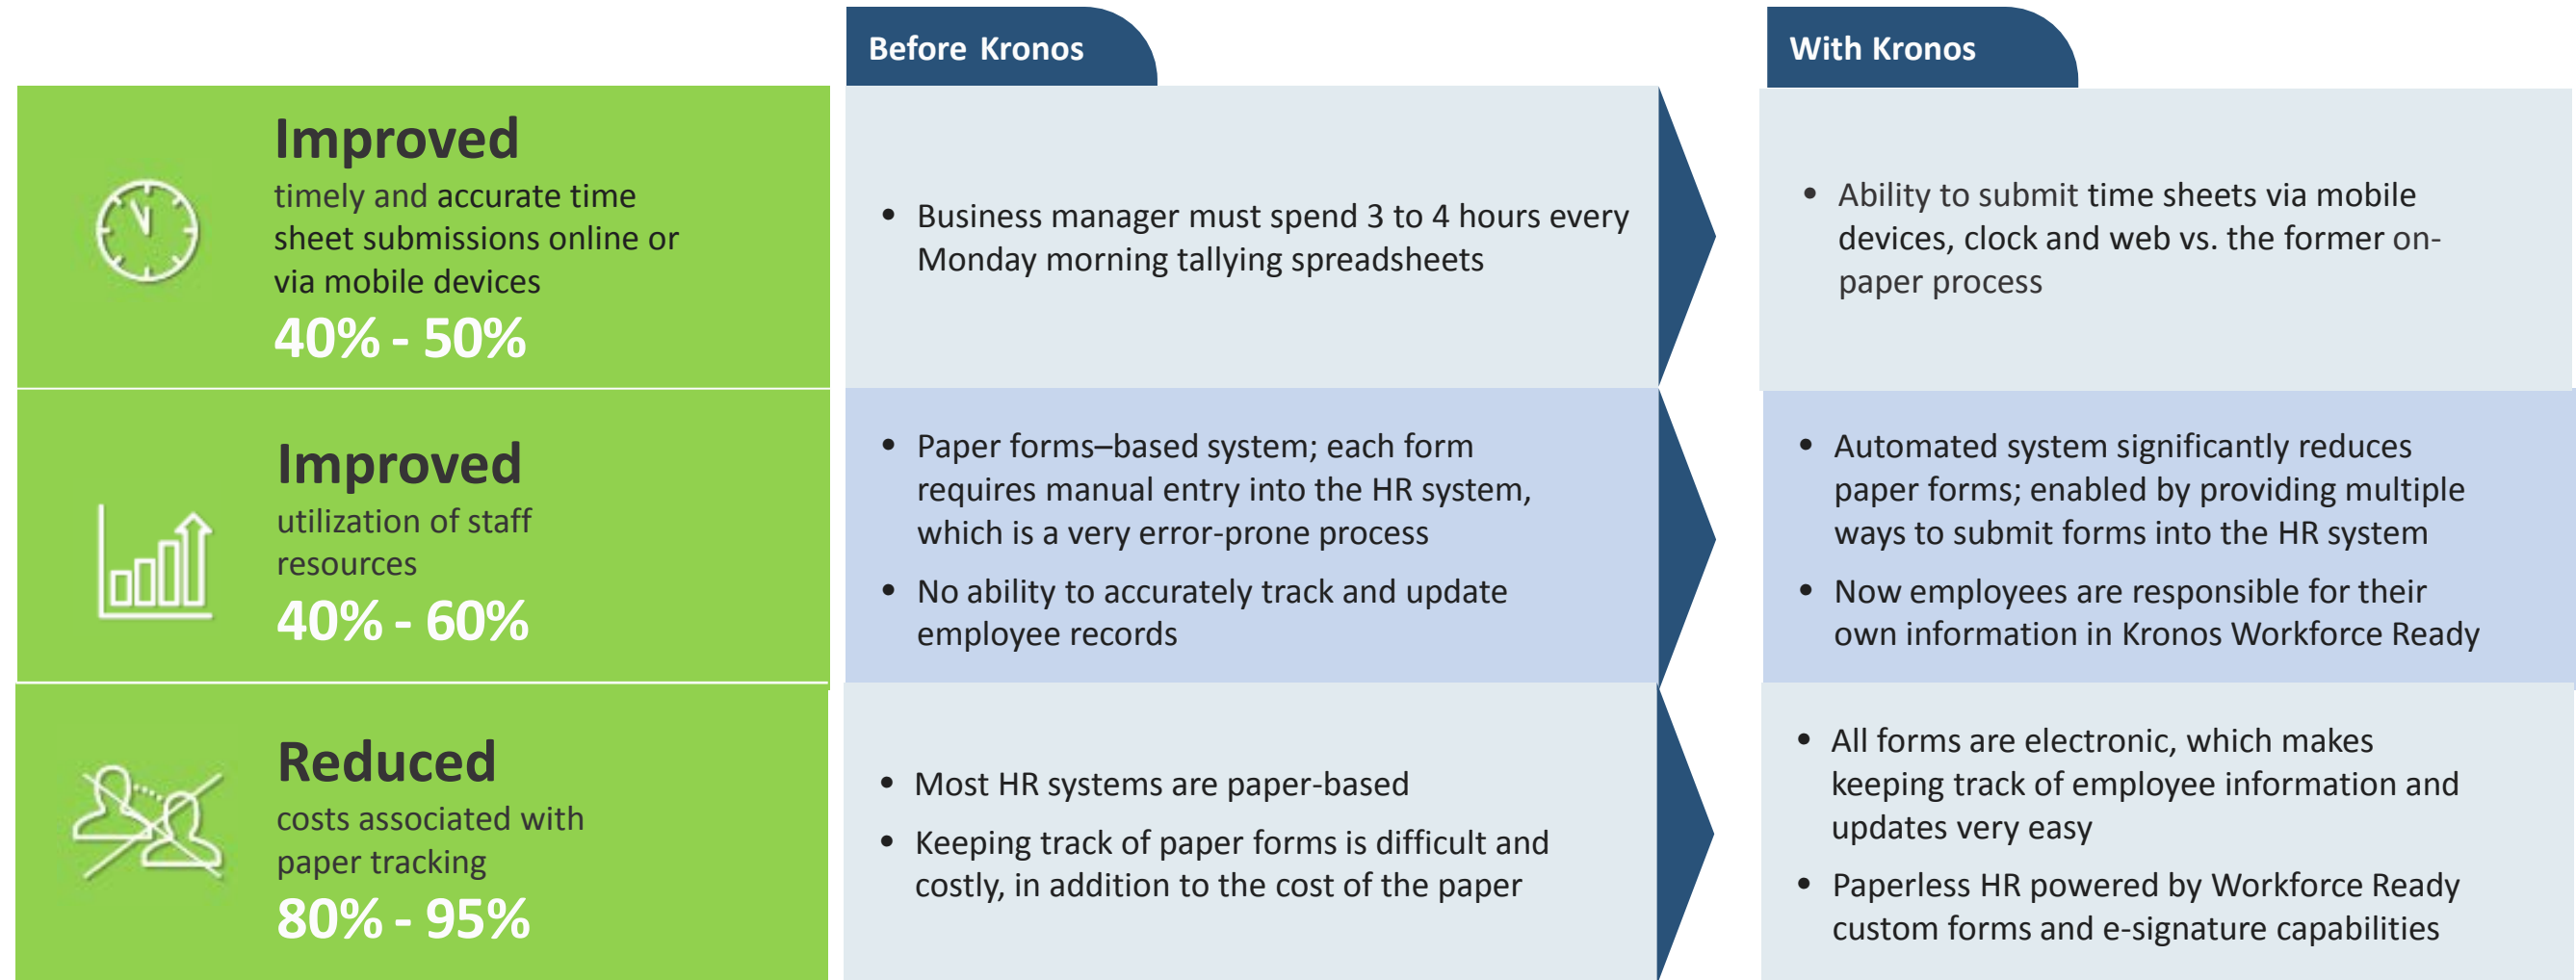 Before Kronos
With Kronos
Improved
timely and accurate time
sheet submissions online or
via mobile devices
40% - 50%
• Business manager must spend 3 to 4 hours every
Monday morning tallying spreadsheets
• Ability to submit time sheets via mobile
devices, clock and web vs. the former on-
paper process
Improved
utilization of staff
resources
40% - 60%
• Paper forms–based system; each form
requires manual entry into the HR system,
which is a very error-prone process
• No ability to accurately track and update
employee records
• Automated system significantly reduces
paper forms; enabled by providing multiple
ways to submit forms into the HR system
• Now employees are responsible for their
own information in Kronos Workforce Ready
Reduced
costs associated with
paper tracking
80% - 95%
• Most HR systems are paper-based
• Keeping track of paper forms is difficult and
costly, in addition to the cost of the paper
• All forms are electronic, which makes
keeping track of employee information and
updates very easy
• Paperless HR powered by Workforce Ready
custom forms and e-signature capabilities